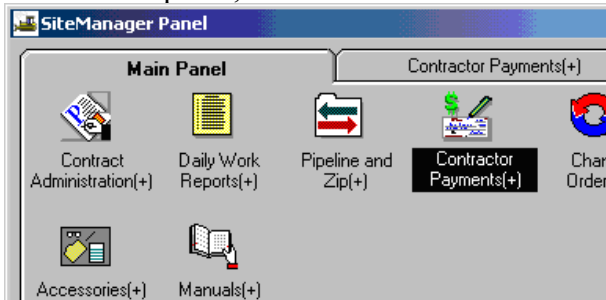 SiteManager Panel
Main Panel
Contractor Payments(+)
Contract
Administration(+)
Daily Work
Reports(+)
Pipeline and
Zip(+)
Contractor
Payments(+)
Accessories(+)
Manuals(+)